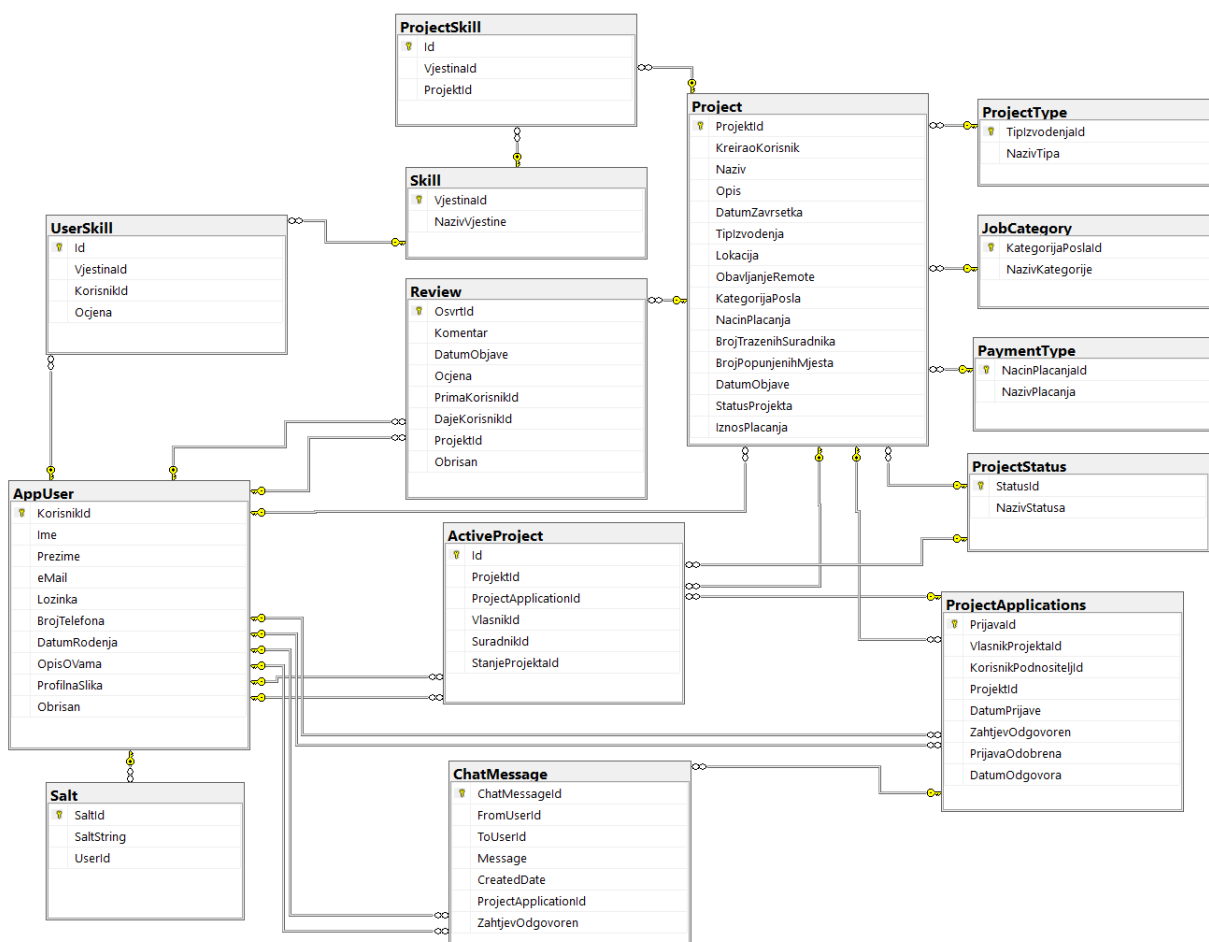 ProjectSkill
Id
VjestinaId
ProjektId
Project
ProjektId
KreiraoKorisnik
Naziv
Opis
DatumZavrsetka
TipIzvodenja
Lokacija
ObavljanjeRemote
KategorijaPosla
NacinPlacanja
BrojTrazenihSuradnika
BrojPopunjenihMjesta
DatumObjave
StatusProjekta
IznosPlacanja
ProjectType
TipIzvodenjaId
NazivTipa
Skill
VjestinaId
NazivVjestine
UserSkill
Id
VjestinaId
KorisnikId
Ocjena
JobCategory
KategorijaPoslaId
NazivKategorije
Review
OsvrtId
Komentar
DatumObjave
Ocjena
PrimaKorisnikId
DajeKorisnikId
ProjektId
Obrisan
PaymentType
NacinPlacanjaId
NazivPlacanja
ProjectStatus
StatusId
NazivStatusa
AppUser
KorisnikId
Ime
Prezime
eMail
Lozinka
BrojTelefona
DatumRodenja
OpisOVama
ProfilnaSlika
Obrisan
ActiveProject
Id
ProjektId
ProjectApplicationId
VlasnikId
SuradnikId
StanjeProjektaId
ProjectApplications
PrijavaId
VlasnikProjektaId
KorisnikPodnositeljId
ProjektId
DatumPrijave
ZahtjevOdgovoren
PrijavaOdobrena
DatumOdgovora
Salt
SaltId
SaltString
UserId
ChatMessage
ChatMessageId
FromUserId
ToUserId
Message
CreatedDate
ProjectApplicationId
ZahtjevOdgovoren